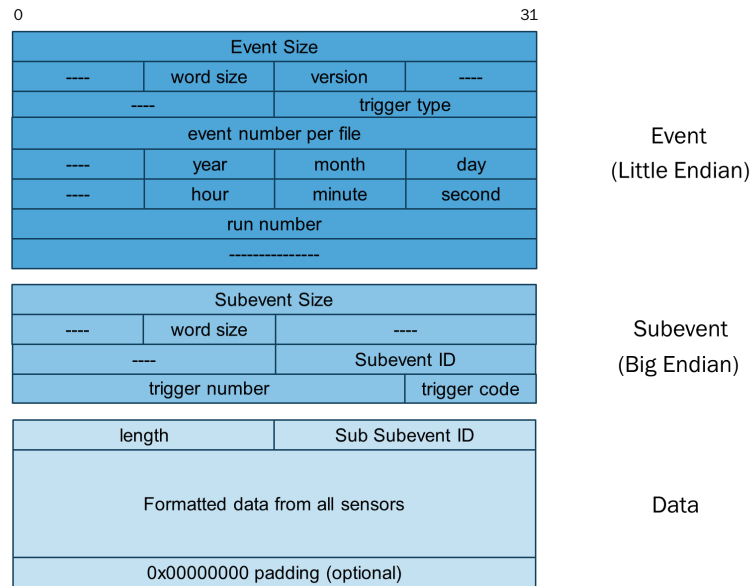 0 31
Event Size
---- word size version ----
---- trigger type
event number per file
---- year month day
---- hour minute second
run number
---------------
Event
(Little Endian)
Subevent Size
---- word size ----
---- Subevent ID
trigger number trigger code
Subevent
(Big Endian)
length Sub Subevent ID
Formatted data from all sensors
0x00000000 padding (optional)
Data